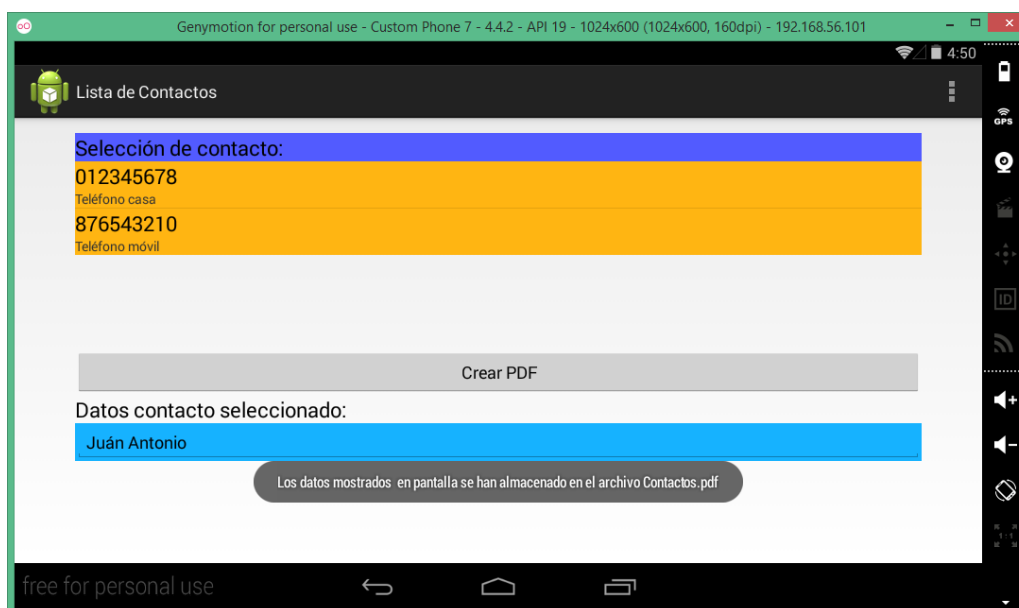 Genymotion for personal use - Custom Phone 7 - 4.4.2 - API 19 - 1024x600 (1024x600, 160dpi) - 192.168.56.101
4:50
Lista de Contactos
GPS
Selección de contacto:
012345678
Teléfono casa
876543210
Teléfono móvil
ID
Crear PDF
Datos contacto seleccionado:
Juán Antonio
Los datos mostrados en pantalla se han almacenado en el archivo Contactos.pdf
1:1
free for personal use